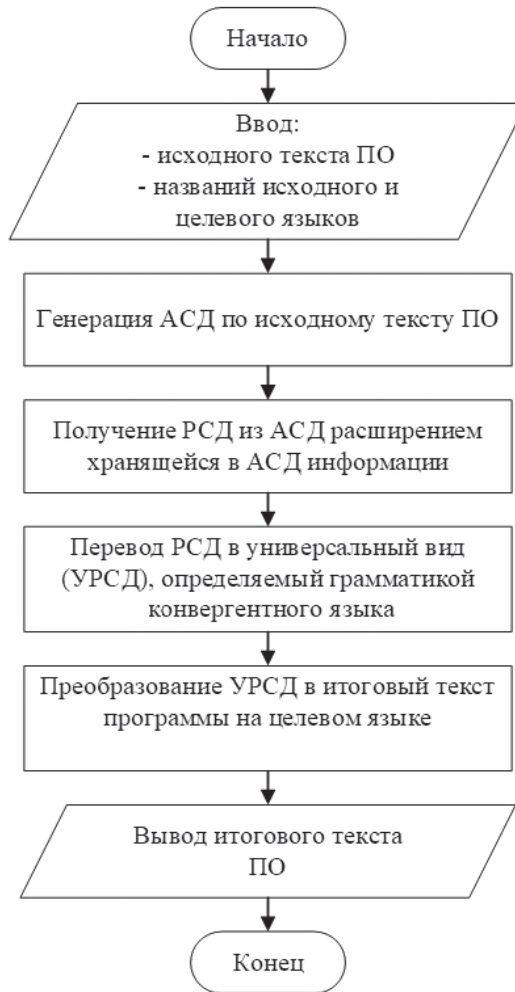 Начало
Ввод:
- исходного текста ПО
- названий исходного и
целевого языков
Генерация АСД по исходному тексту ПО
Получение РСД из АСД расширением
хранящейся в АСД информации
Перевод РСД в универсальный вид
(УРСД), определяемый грамматикой
конвергентного языка
Преобразование УРСД в итоговый текст
программы на целевом языке
Вывод итогового текста
ПО
Конец